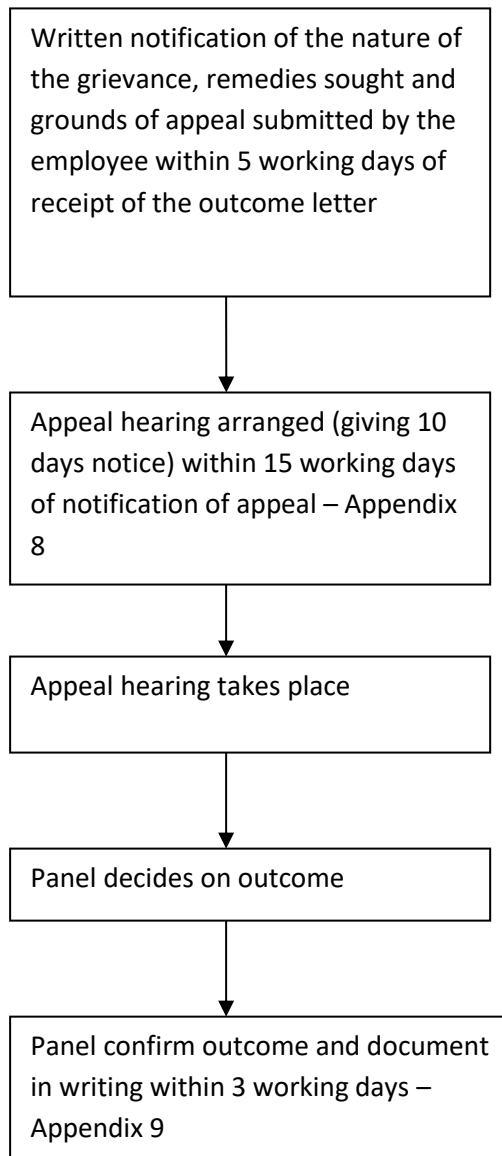 Written notification of the nature of
the grievance, remedies sought and
grounds of appeal submitted by the
employee within 5 working days of
receipt of the outcome letter
Appeal hearing arranged (giving 10
days notice) within 15 working days
of notification of appeal – Appendix
8
Appeal hearing takes place
Panel decides on outcome
Panel confirm outcome and document
in writing within 3 working days –
Appendix 9